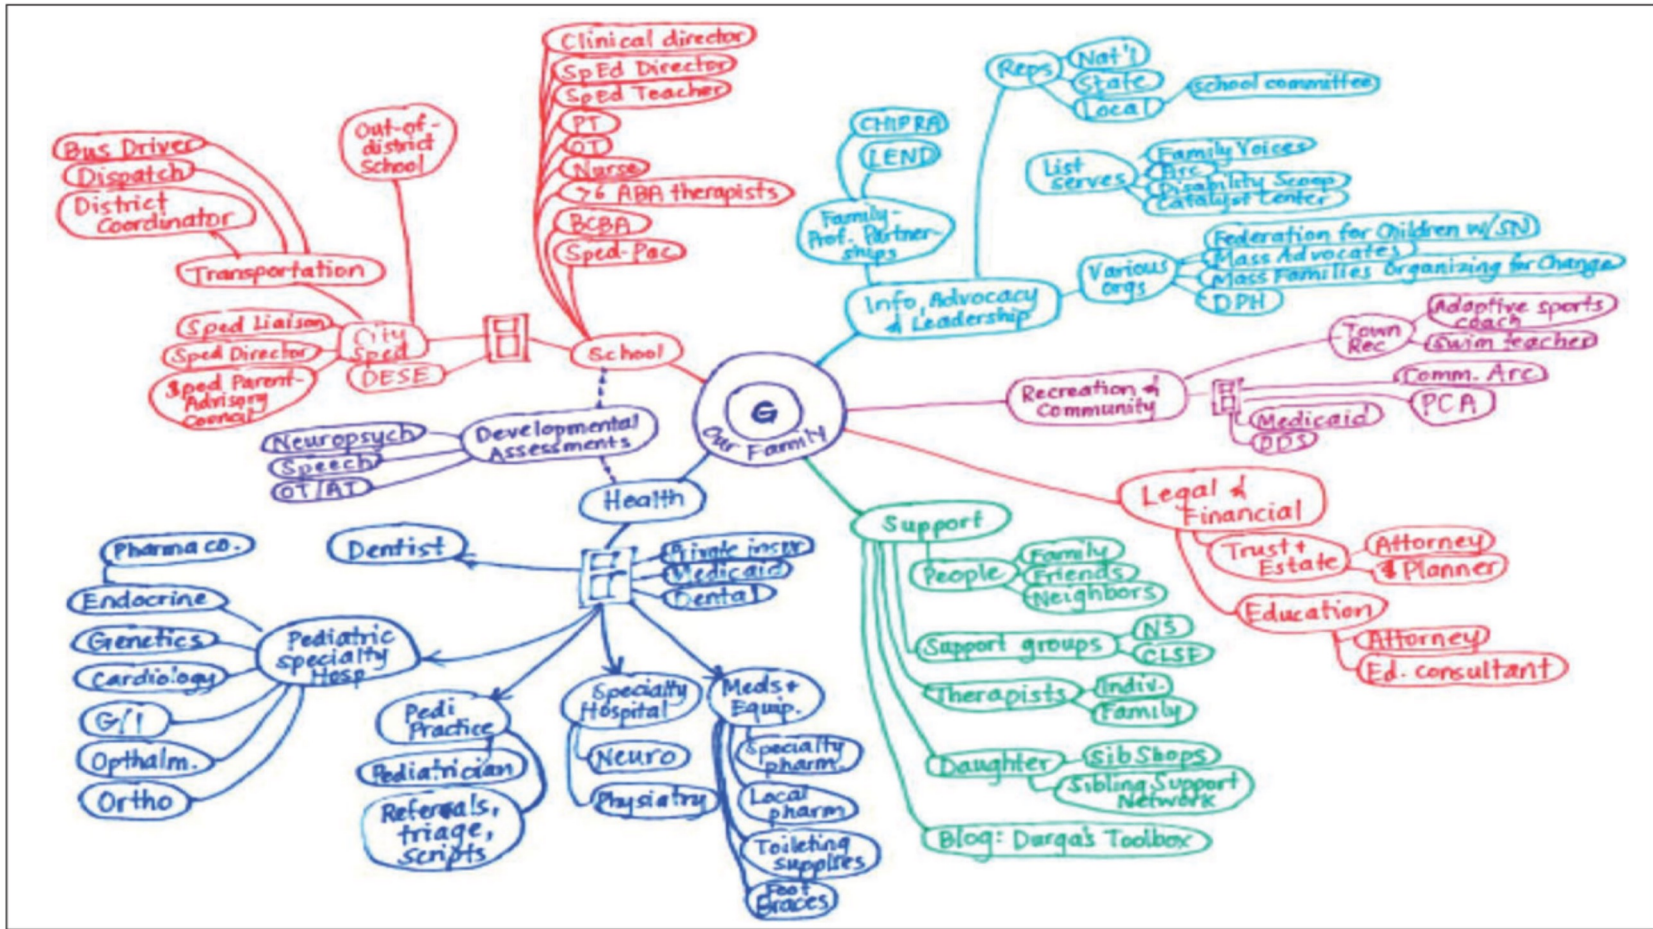 Clinical director
SpEd Director
SpEd Teacher
PT
OT
Nurse
>6 ABA therapists
BCBA
Sped-Pac
School
Out-of-
district
School
Bus Driver
Dispatch
District
Coordinator
Transportation
Sped Liaison
Sped Director
Sped Parent-
Advisory
Council
City
Sped
DESE
Developmental
Assessments
Neuropsych
Speech
OT/AT
G
Our Family
Reps
Nat'l
State
Local
school committee
CHIPRA
LEND
Family-
Prof. Partner-
ships
List
serves
Family Voices
Arc
Disability Scoop
Catalyst Center
Various
orgs
Federation for Children w/SN
Mass Advocates
Mass Families Organizing for Change
DPH
Info, Advocacy
& Leadership
Recreation &
Community
Town
Rec
Adaptive sports
coach
Swim teacher
Comm. Arc
PCA
Medicaid
DDS
Legal &
Financial
Trust +
Estate
Attorney
$ Planner
Education
Attorney
Ed. consultant
Support
People
Family
Friends
Neighbors
Support groups
NS
CLSF
Therapists
Indiv.
Family
Daughter
SibShops
Sibling Support
Network
Blog: Durga's Toolbox
Health
Private insur
Medicaid
Dental
Dentist
Pharma co.
Endocrine
Genetics
Cardiology
G/I
Opthalm.
Ortho
Pediatric
Specialty
Hosp
Pedi
Practice
Pediatrician
Referrals,
triage,
scripts
Specialty
Hospital
Neuro
Physiatry
Meds +
Equip.
Specialty
pharm.
Local
pharm
Toileting
supplies
Foot
Braces